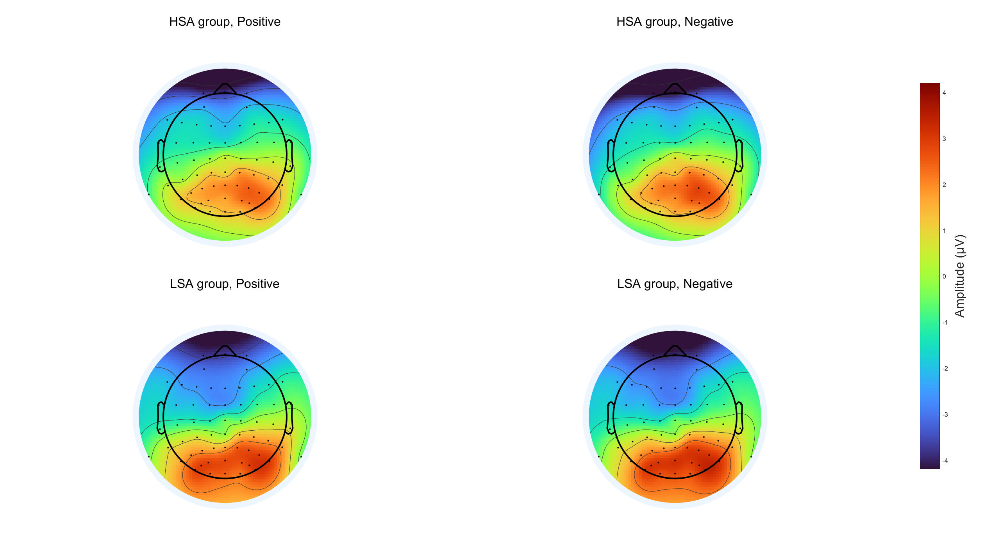 HSA group, Positive
HSA group, Negative
LSA group, Positive
LSA group, Negative
4
3
2
1
0
-1
-2
-3
-4
Amplitude (μV)